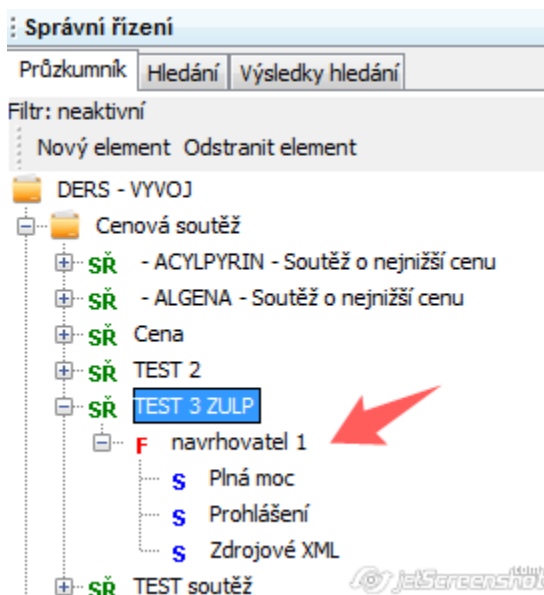 Správní řízení
Průzkumník Hledání Výsledky hledání
Filtr: neaktivní
Nový element Odstranit element
DERS - VYVOJ
Cenová soutěž
SŘ - ACYLPYRIN - Soutěž o nejnižší cenu
SŘ - ALGENA - Soutěž o nejnižší cenu
SŘ Cena
SŘ TEST 2
SŘ TEST 3 ZULP
F navrhovatel 1
S Plná moc
S Prohlášení
S Zdrojové XML
SŘ TEST soutěž